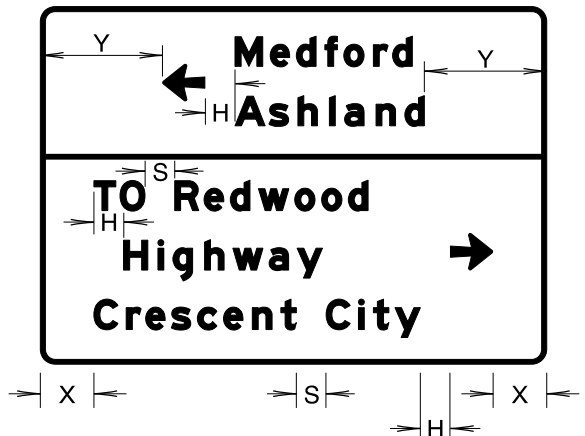 Y
Medford
Y
H
Ashland
S
TO Redwood
H
Highway
Crescent City
X
S
X
H